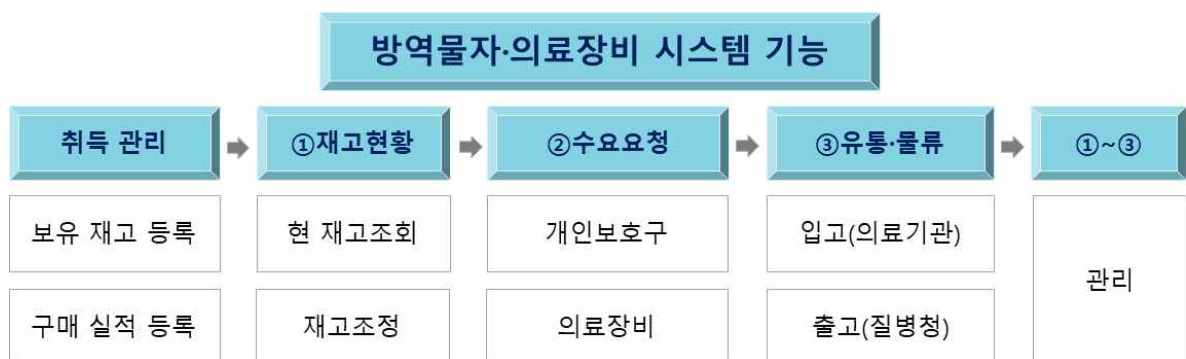 방역물자·의료장비 시스템 기능
취득 관리
①재고현황
②수요요청
③유통·물류
①~③
보유 재고 등록
현 재고조회
개인보호구
입고(의료기관)
관리
구매 실적 등록
재고조정
의료장비
출고(질병청)